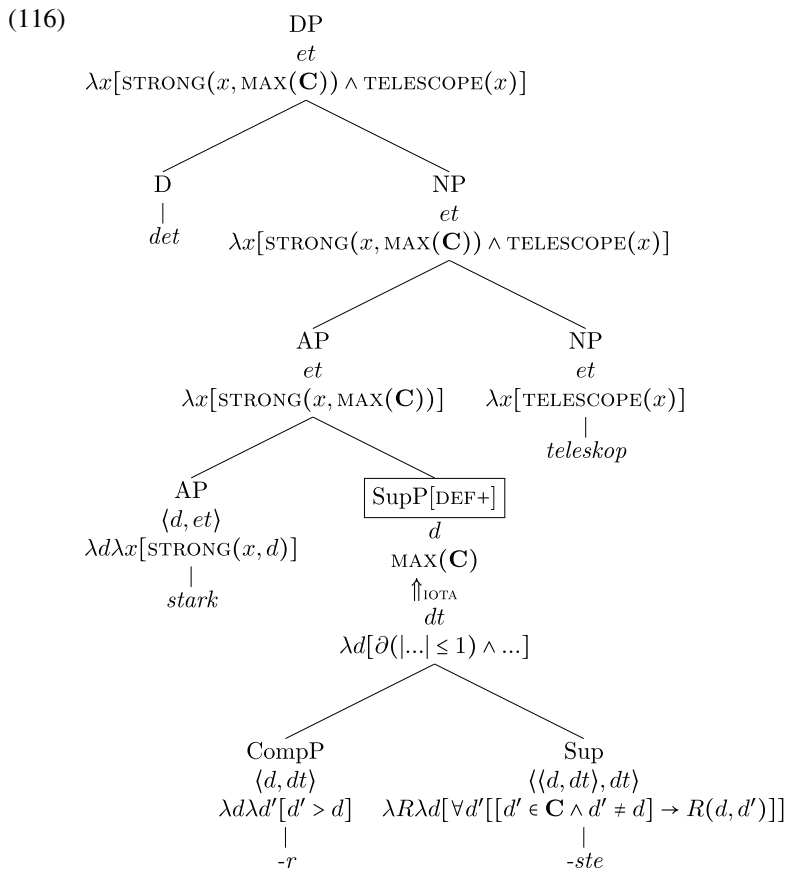 (116)
DP
et
λx[STRONG(x, MAX(C)) ∧ TELESCOPE(x)]
D
|
det
NP
et
λx[STRONG(x, MAX(C)) ∧ TELESCOPE(x)]
AP
et
λx[STRONG(x, MAX(C))]
NP
et
λx[TELESCOPE(x)]
|
teleskop
AP
⟨d, et⟩
λdλx[STRONG(x, d)]
|
stark
SupP[DEF+]
d
MAX(C)
⇑IOTA
dt
λd[∂(|...| ≤ 1) ∧ ...]
CompP
⟨d, dt⟩
λdλd′[d′ > d]
|
-r
Sup
⟨⟨d, dt⟩, dt⟩
λRλd[∀d′[[d′ ∈ C ∧ d′ ≠ d] → R(d, d′)]]
|
-ste